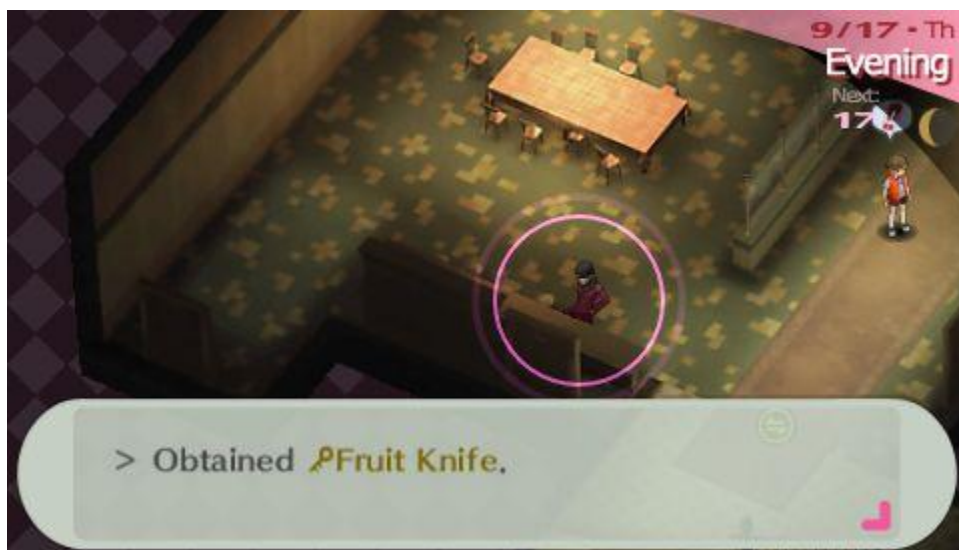 9/17 - Th
Evening
Next:
> Obtained Fruit Knife.